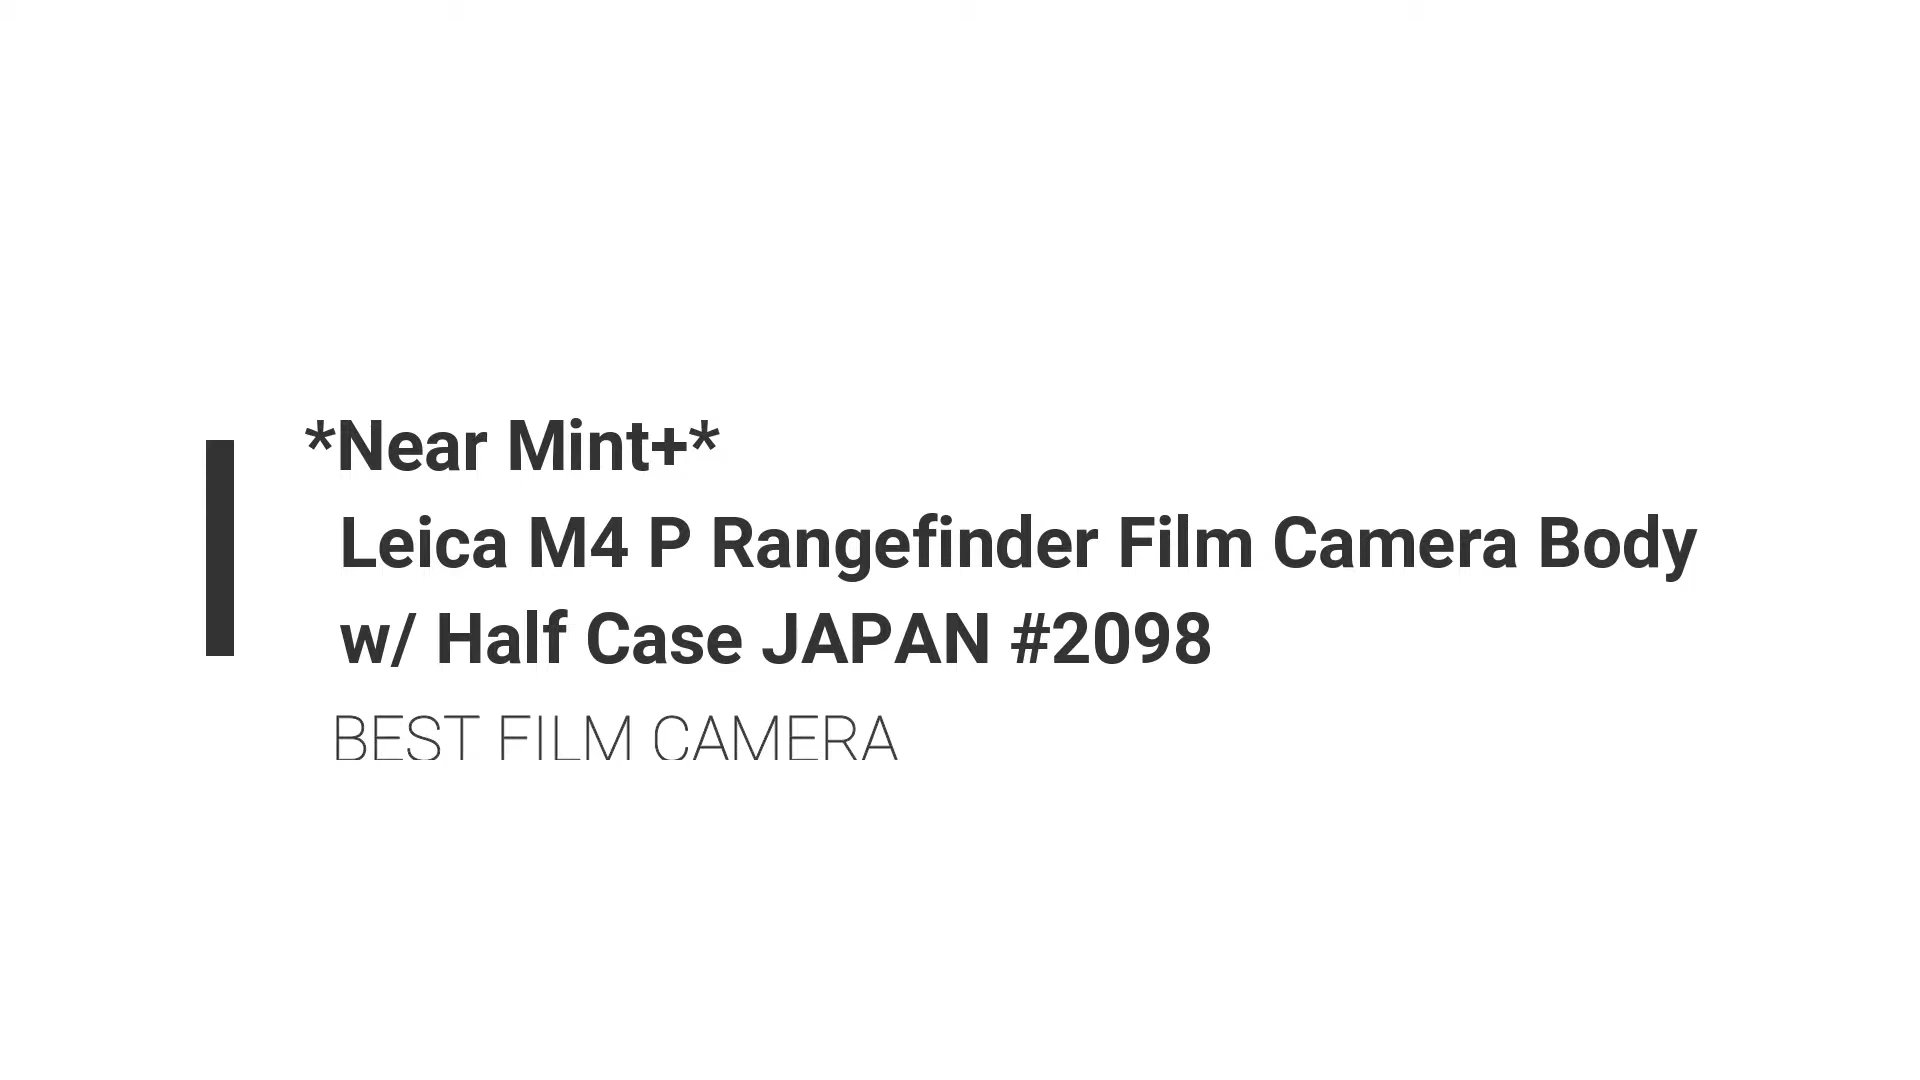 *Near Mint+*
Leica M4 P Rangefinder Film Camera Body
w/ Half Case JAPAN #2098
BEST FILM CAMERA